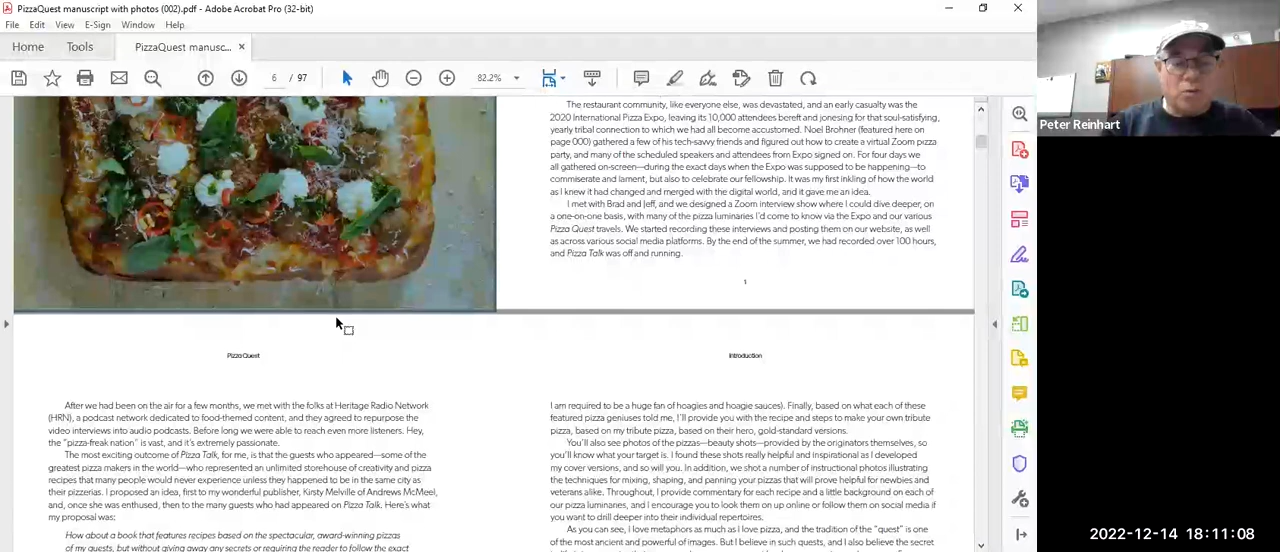 PizzaQuest manuscript with photos (002).pdf - Adobe Acrobat Pro (32-bit)
File Edit View E-Sign Window Help
Home Tools PizzaQuest manusc... ×
6 / 97 82.2%
The restaurant community, like everyone else, was devastated, and an early casualty was the
2020 International Pizza Expo, leaving its 10,000 attendees bereft and jonesing for that soul-satisfying,
yearly tribal connection to which we had all become accustomed. Noel Brohner (featured here on
page 000) gathered a few of his tech-savvy friends and figured out how to create a virtual Zoom pizza
party, and many of the scheduled speakers and attendees from Expo signed on. For four days we
all gathered on-screen—during the exact days when the Expo was supposed to be happening—to
commiserate and lament, but also to celebrate our fellowship. It was my first inkling of how the world
as I knew it had changed and merged with the digital world, and it gave me an idea.
I met with Brad and Jeff, and we designed a Zoom interview show where I could dive deeper, on
a one-on-one basis, with many of the pizza luminaries I'd come to know via the Expo and our various
Pizza Quest travels. We started recording these interviews and posting them on our website, as well
as across various social media platforms. By the end of the summer, we had recorded over 100 hours,
and Pizza Talk was off and running.
1
Pizza Quest
After we had been on the air for a few months, we met with the folks at Heritage Radio Network
(HRN), a podcast network dedicated to food-themed content, and they agreed to repurpose the
video interviews into audio podcasts. Before long we were able to reach even more listeners. Hey,
the "pizza-freak nation" is vast, and it's extremely passionate.
The most exciting outcome of Pizza Talk, for me, is that the guests who appeared—some of the
greatest pizza makers in the world—who represented an unlimited storehouse of creativity and pizza
recipes that many people would never experience unless they happened to be in the same city as
their pizzerias. I proposed an idea, first to my wonderful publisher, Kirsty Melville of Andrews McMeel,
and, once she was enthused, then to the many guests who had appeared on Pizza Talk. Here's what
my proposal was:
How about a book that features recipes based on the spectacular, award-winning pizzas
of my guests, but without giving away any secrets or requiring the reader to follow the exact
Introduction
I am required to be a huge fan of hoagies and hoagie sauces). Finally, based on what each of these
featured pizza geniuses told me, I'll provide you with the recipe and steps to make your own tribute
pizza, based on my tribute pizza, based on their hero, gold-standard versions.
You'll also see photos of the pizzas—beauty shots—provided by the originators themselves, so
you'll know what your target is. I found these shots really helpful and inspirational as I developed
my cover versions, and so will you. In addition, we shot a number of instructional photos illustrating
the techniques for mixing, shaping, and panning your pizzas that will prove helpful for newbies and
veterans alike. Throughout, I provide commentary for each recipe and a little background on each of
our pizza luminaries, and I encourage you to look them up online or follow them on social media if
you want to drill deeper into their individual repertoires.
As you can see, I love metaphors as much as I love pizza, and the tradition of the "quest" is one
of the most ancient and powerful of images. But I believe in such quests, and I also believe the secret
Peter Reinhart
2022-12-14 18:11:08